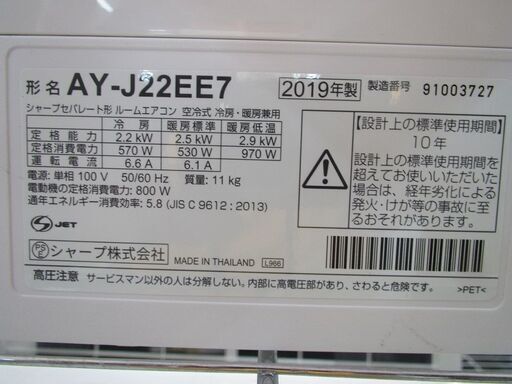 形名 AY-J22EE7 2019年製 製造番号 91003727
シャープセパレート形 ルームエアコン 空冷式 冷房・暖房兼用
冷房 暖房標準 暖房低温
定格能力 2.2 kW 2.5 kW 2.9 kW
定格消費電力 570 W 530 W 970 W
運転電流 6.6 A 6.1 A
電源: 単相 100 V 50/60 Hz 質量: 11 kg
電動機の定格消費電力: 800 W
通年エネルギー消費効率: 5.8 (JIS C 9612 : 2013)
【設計上の標準使用期間】
10年
設計上の標準使用期間を
超えてお使いいただいた
場合は、経年劣化による
発火・けが等の事故に至
るおそれがあります。
S JET
PS E シャープ株式会社 MADE IN THAILAND L966
高圧注意 サービスマン以外の人は分解しない。内部に高電圧部があり、さわると危険です。
>PET<